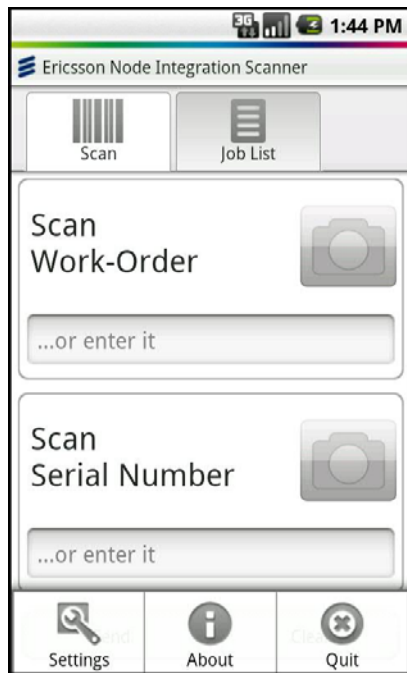 3G 1:44 PM
Ericsson Node Integration Scanner
Scan
Job List
Scan
Work-Order
...or enter it
Scan
Serial Number
...or enter it
Send
Settings
About
Quit